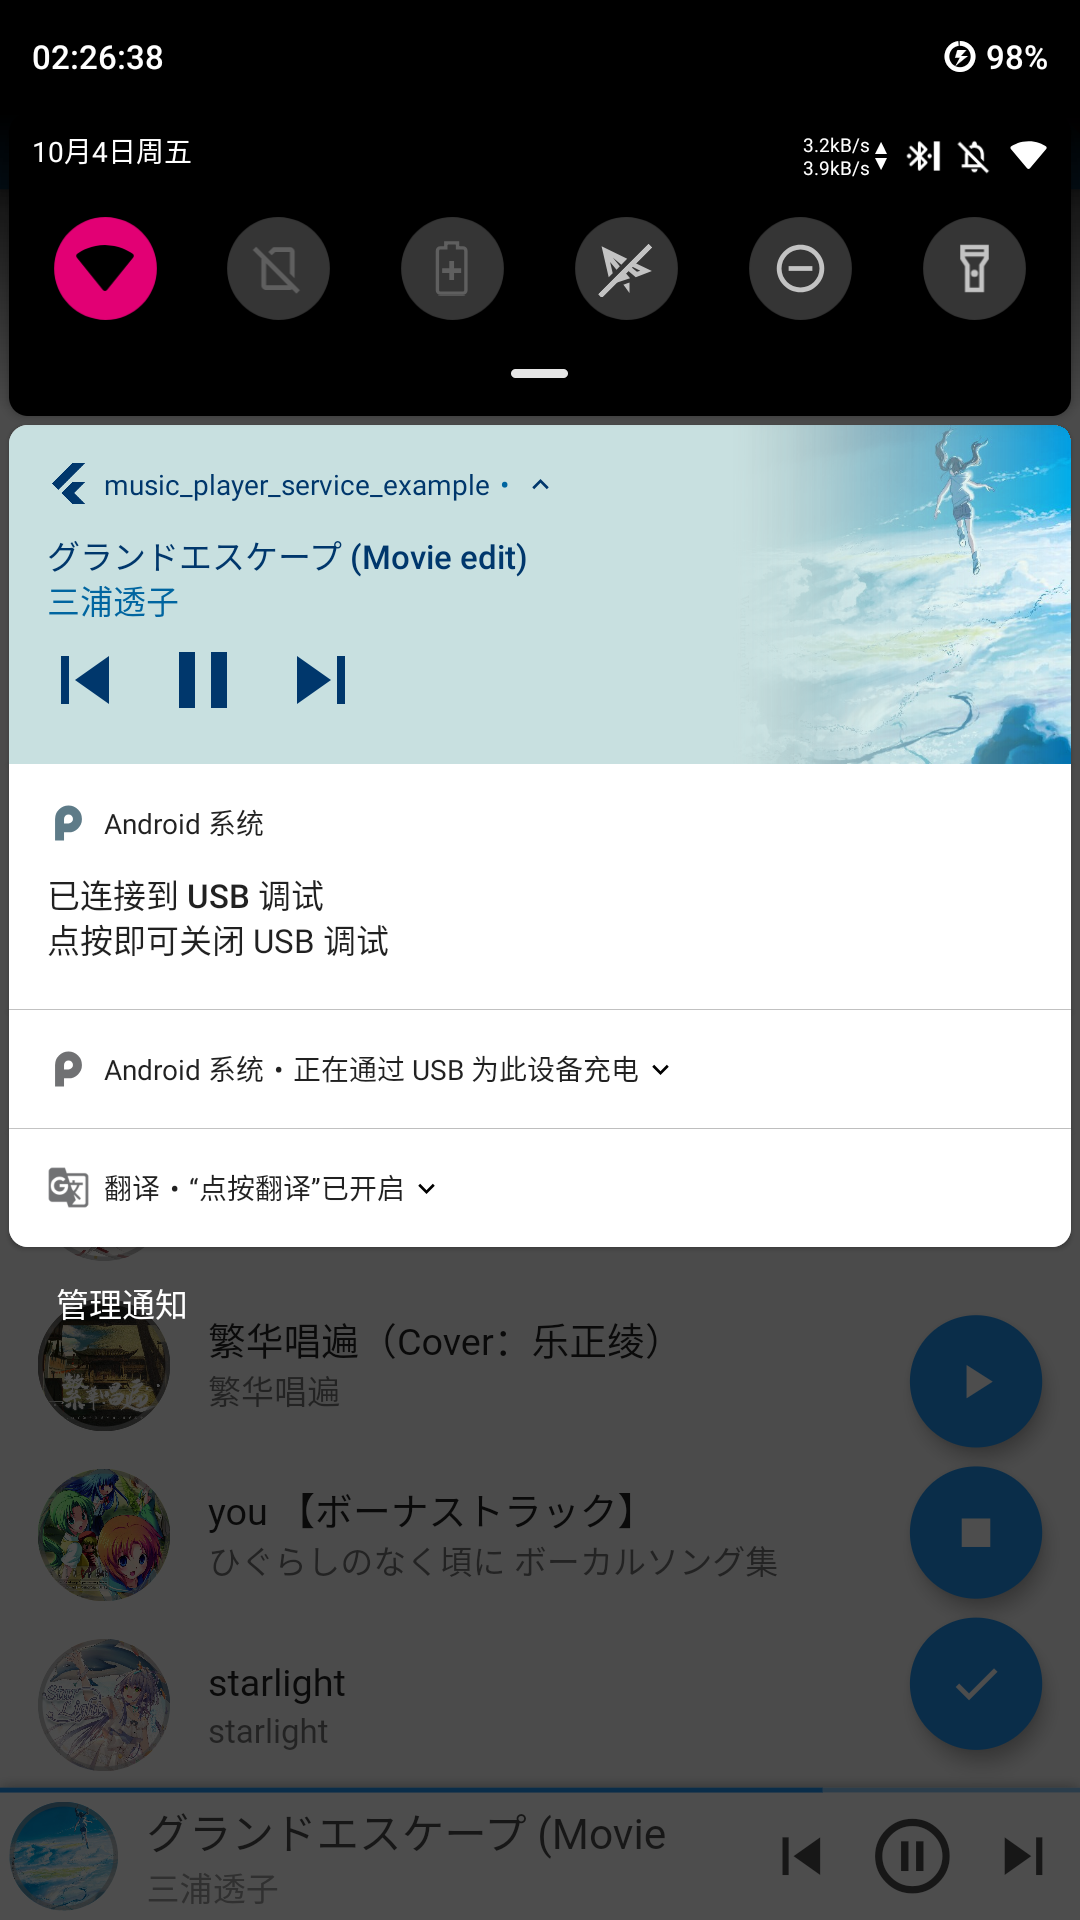 02:26:38
98%
10月4日周五
3.2kB/s
3.9kB/s
music_player_service_example •
グランドエスケープ (Movie edit)
三浦透子
Android 系统
已连接到 USB 调试
点按即可关闭 USB 调试
Android 系统 • 正在通过 USB 为此设备充电
翻译 • “点按翻译”已开启
管理通知
繁华唱遍（Cover：乐正绫）
繁华唱遍
you 【ボーナストラック】
ひぐらしのなく頃に ボーカルソング集
starlight
starlight
グランドエスケープ (Movie
三浦透子